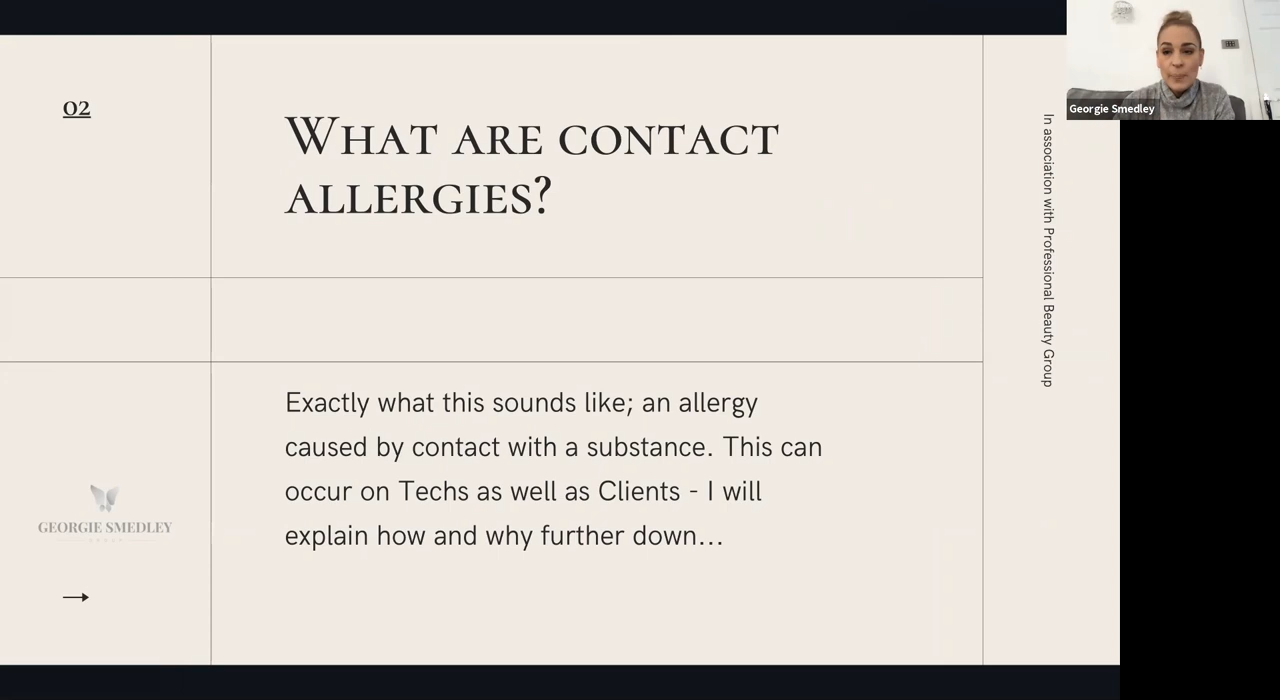 02
What are contact
allergies?
Exactly what this sounds like; an allergy
caused by contact with a substance. This can
occur on Techs as well as Clients - I will
explain how and why further down...
GEORGIE SMEDLEY
In association with Professional Beauty Group
Georgie Smedley